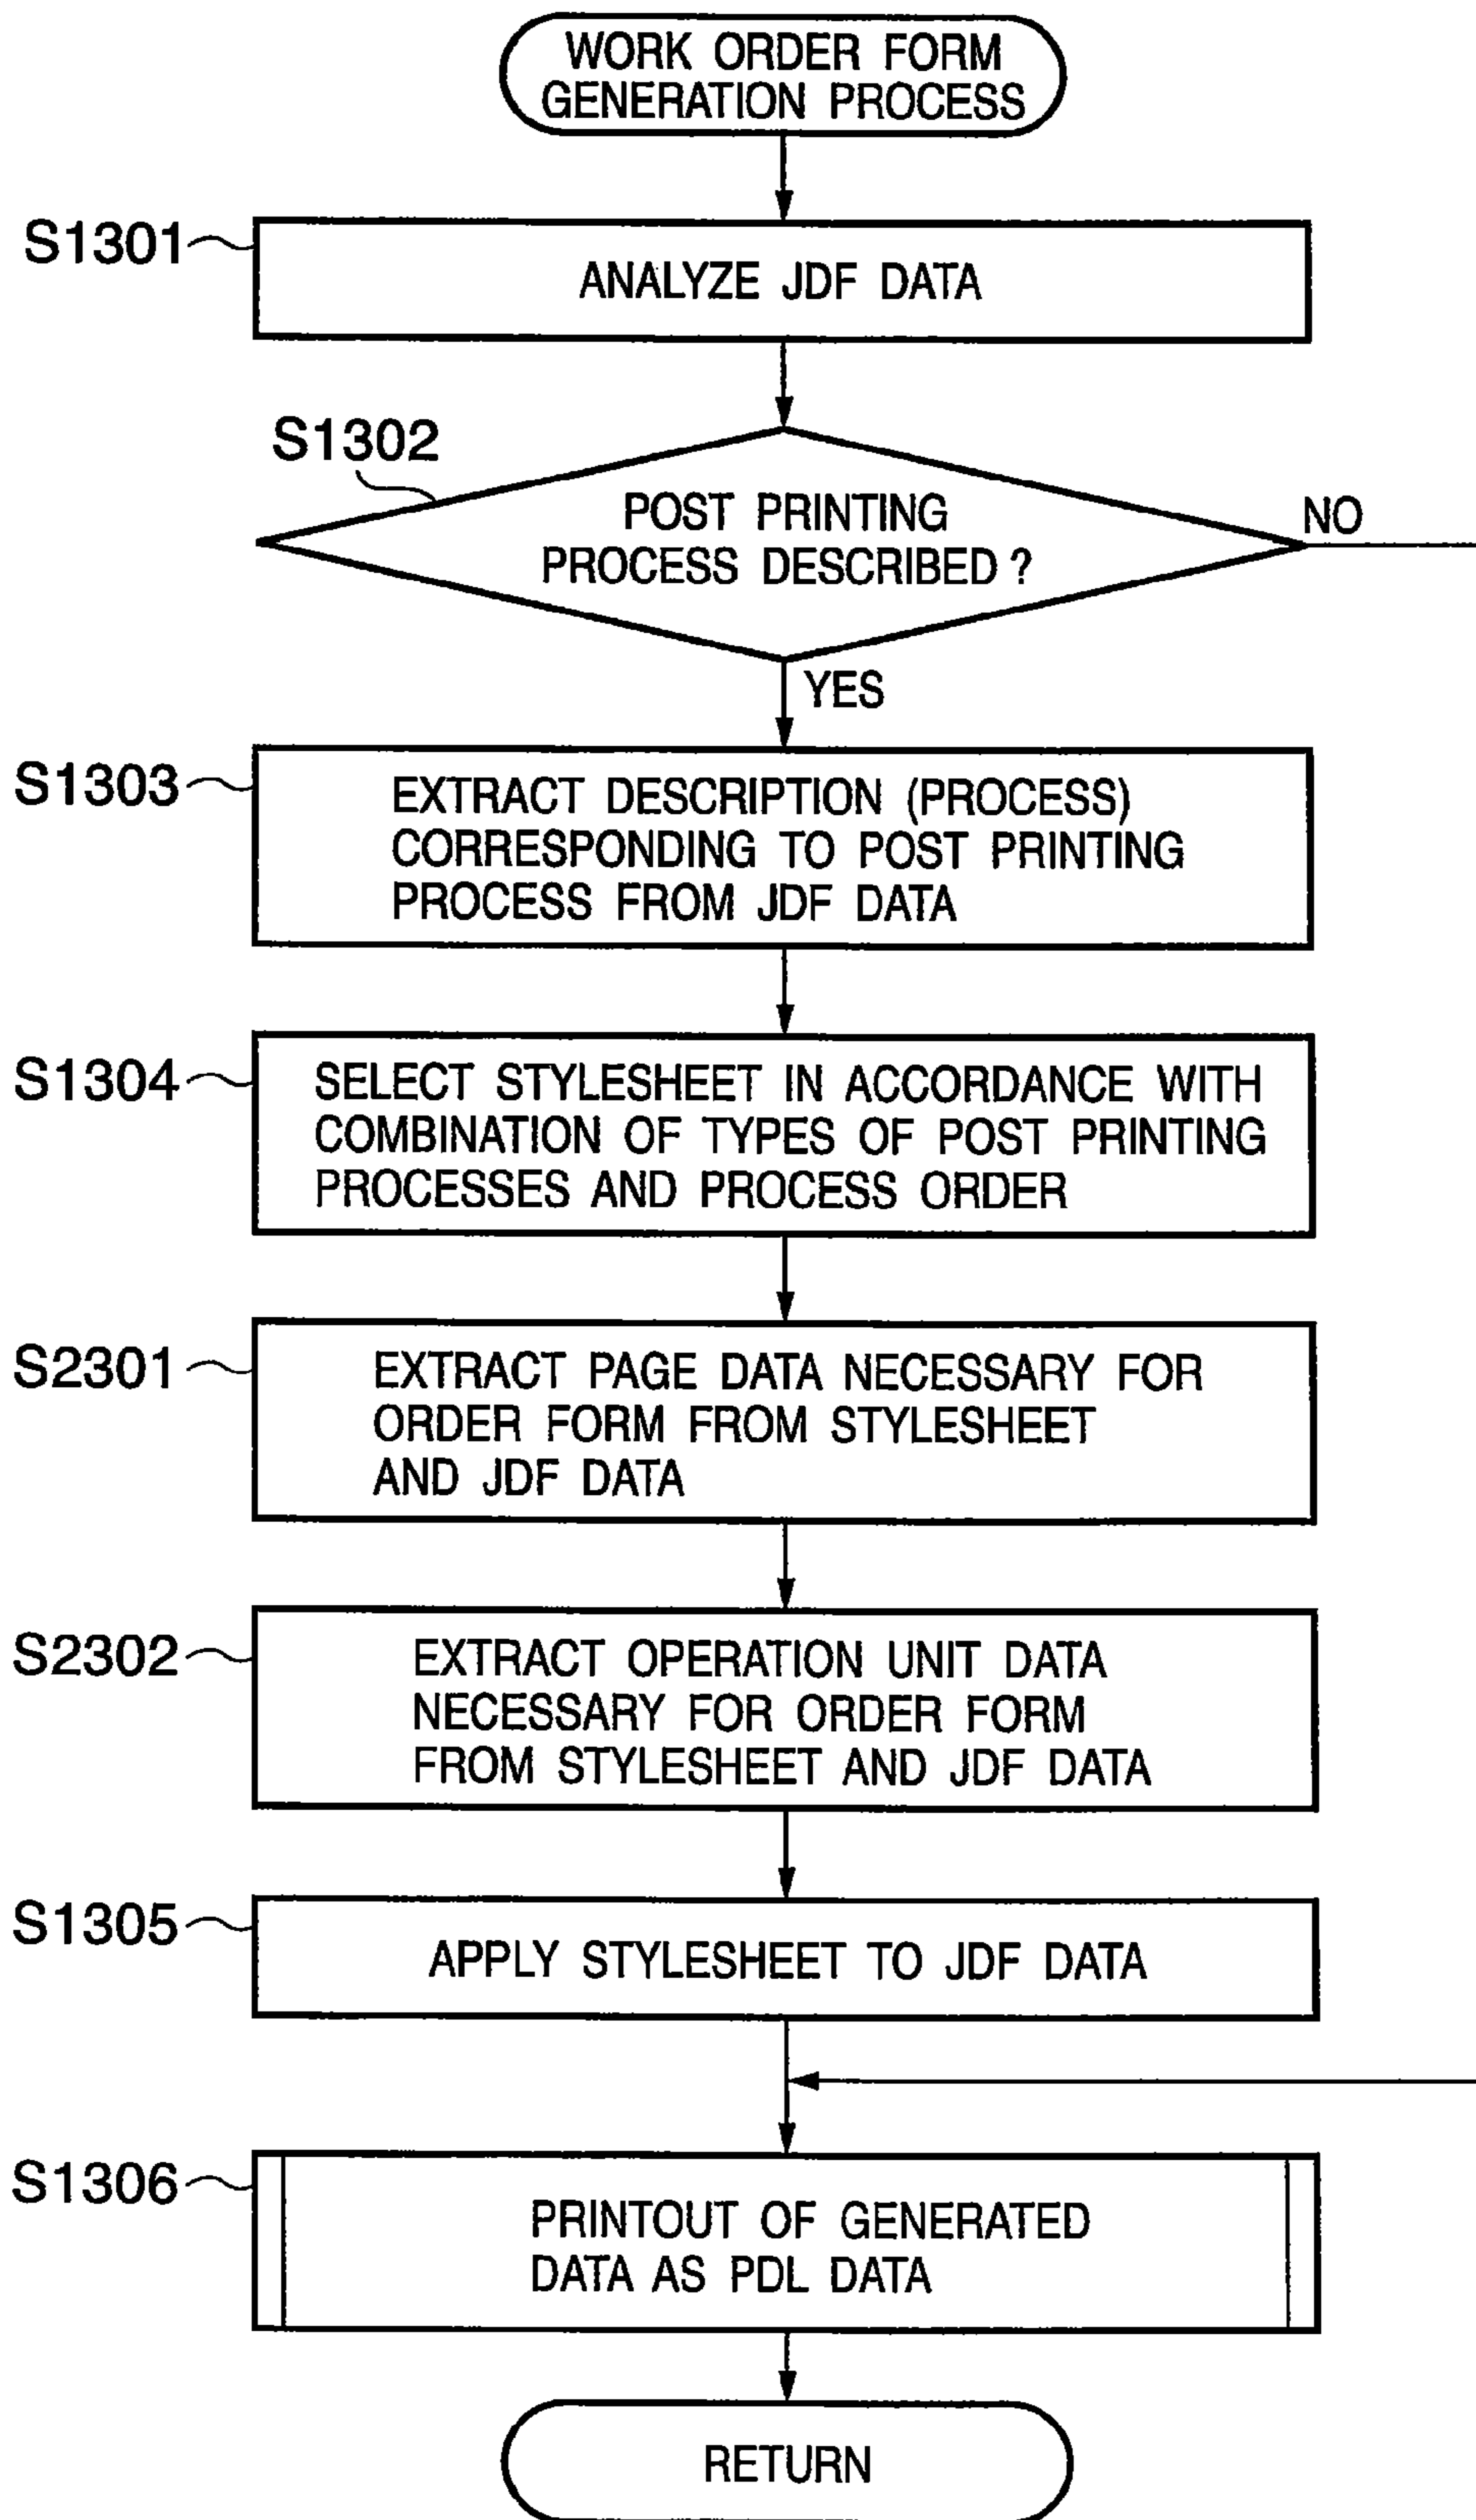 WORK ORDER FORM
GENERATION PROCESS
S1301
ANALYZE JDF DATA
S1302
POST PRINTING
PROCESS DESCRIBED ?
NO
YES
S1303
EXTRACT DESCRIPTION (PROCESS)
CORRESPONDING TO POST PRINTING
PROCESS FROM JDF DATA
S1304
SELECT STYLESHEET IN ACCORDANCE WITH
COMBINATION OF TYPES OF POST PRINTING
PROCESSES AND PROCESS ORDER
S2301
EXTRACT PAGE DATA NECESSARY FOR
ORDER FORM FROM STYLESHEET
AND JDF DATA
S2302
EXTRACT OPERATION UNIT DATA
NECESSARY FOR ORDER FORM
FROM STYLESHEET AND JDF DATA
S1305
APPLY STYLESHEET TO JDF DATA
S1306
PRINTOUT OF GENERATED
DATA AS PDL DATA
RETURN